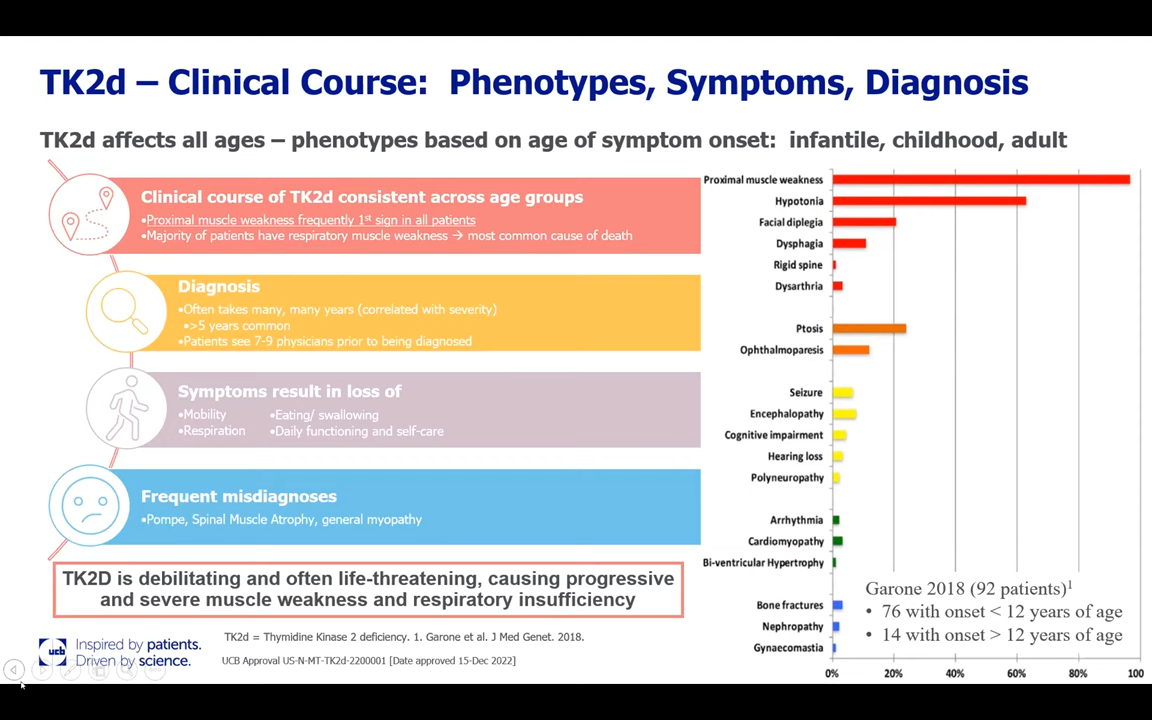 TK2d – Clinical Course:  Phenotypes, Symptoms, Diagnosis
TK2d affects all ages – phenotypes based on age of symptom onset:  infantile, childhood, adult
Clinical course of TK2d consistent across age groups
•Proximal muscle weakness frequently 1st sign in all patients
•Majority of patients have respiratory muscle weakness → most common cause of death
Diagnosis
•Often takes many, many years (correlated with severity)
•>5 years common
•Patients see 7-9 physicians prior to being diagnosed
Symptoms result in loss of
•Mobility •Eating/ swallowing
•Respiration •Daily functioning and self-care
Frequent misdiagnoses
•Pompe, Spinal Muscle Atrophy, general myopathy
TK2D is debilitating and often life-threatening, causing progressive
and severe muscle weakness and respiratory insufficiency
Proximal muscle weakness
Hypotonia
Facial diplegia
Dysphagia
Rigid spine
Dysarthria
Ptosis
Ophthalmoparesis
Seizure
Encephalopathy
Cognitive impairment
Hearing loss
Polyneuropathy
Arrhythmia
Cardiomyopathy
Bi-ventricular Hypertrophy
Bone fractures
Nephropathy
Gynaecomastia
0% 20% 40% 60% 80% 100
Garone 2018 (92 patients)1
• 76 with onset < 12 years of age
• 14 with onset > 12 years of age
ucb
Inspired by patients.
Driven by science.
TK2d = Thymidine Kinase 2 deficiency. 1. Garone et al. J Med Genet. 2018.
UCB Approval US-N-MT-TK2d-2200001 [Date approved 15-Dec 2022]